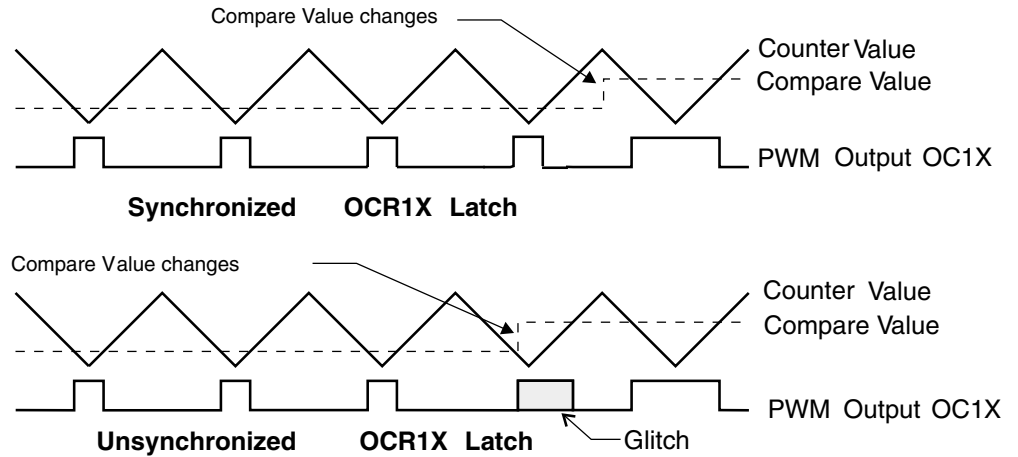 Compare Value changes
Counter Value
Compare Value
PWM Output OC1X
Synchronized OCR1X Latch
Compare Value changes
Counter Value
Compare Value
PWM Output OC1X
Unsynchronized OCR1X Latch
Glitch